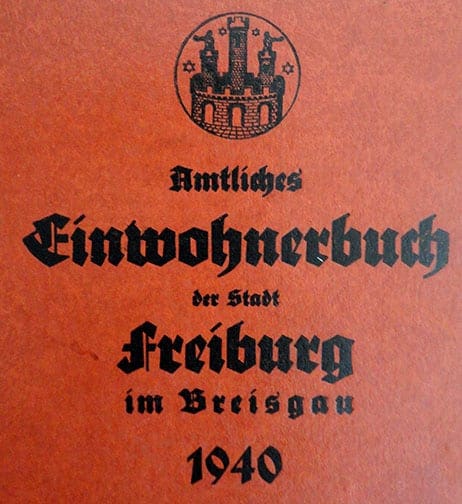 Amtliches
Einwohnerbuch
der Stadt
Freiburg
im Breisgau
1940